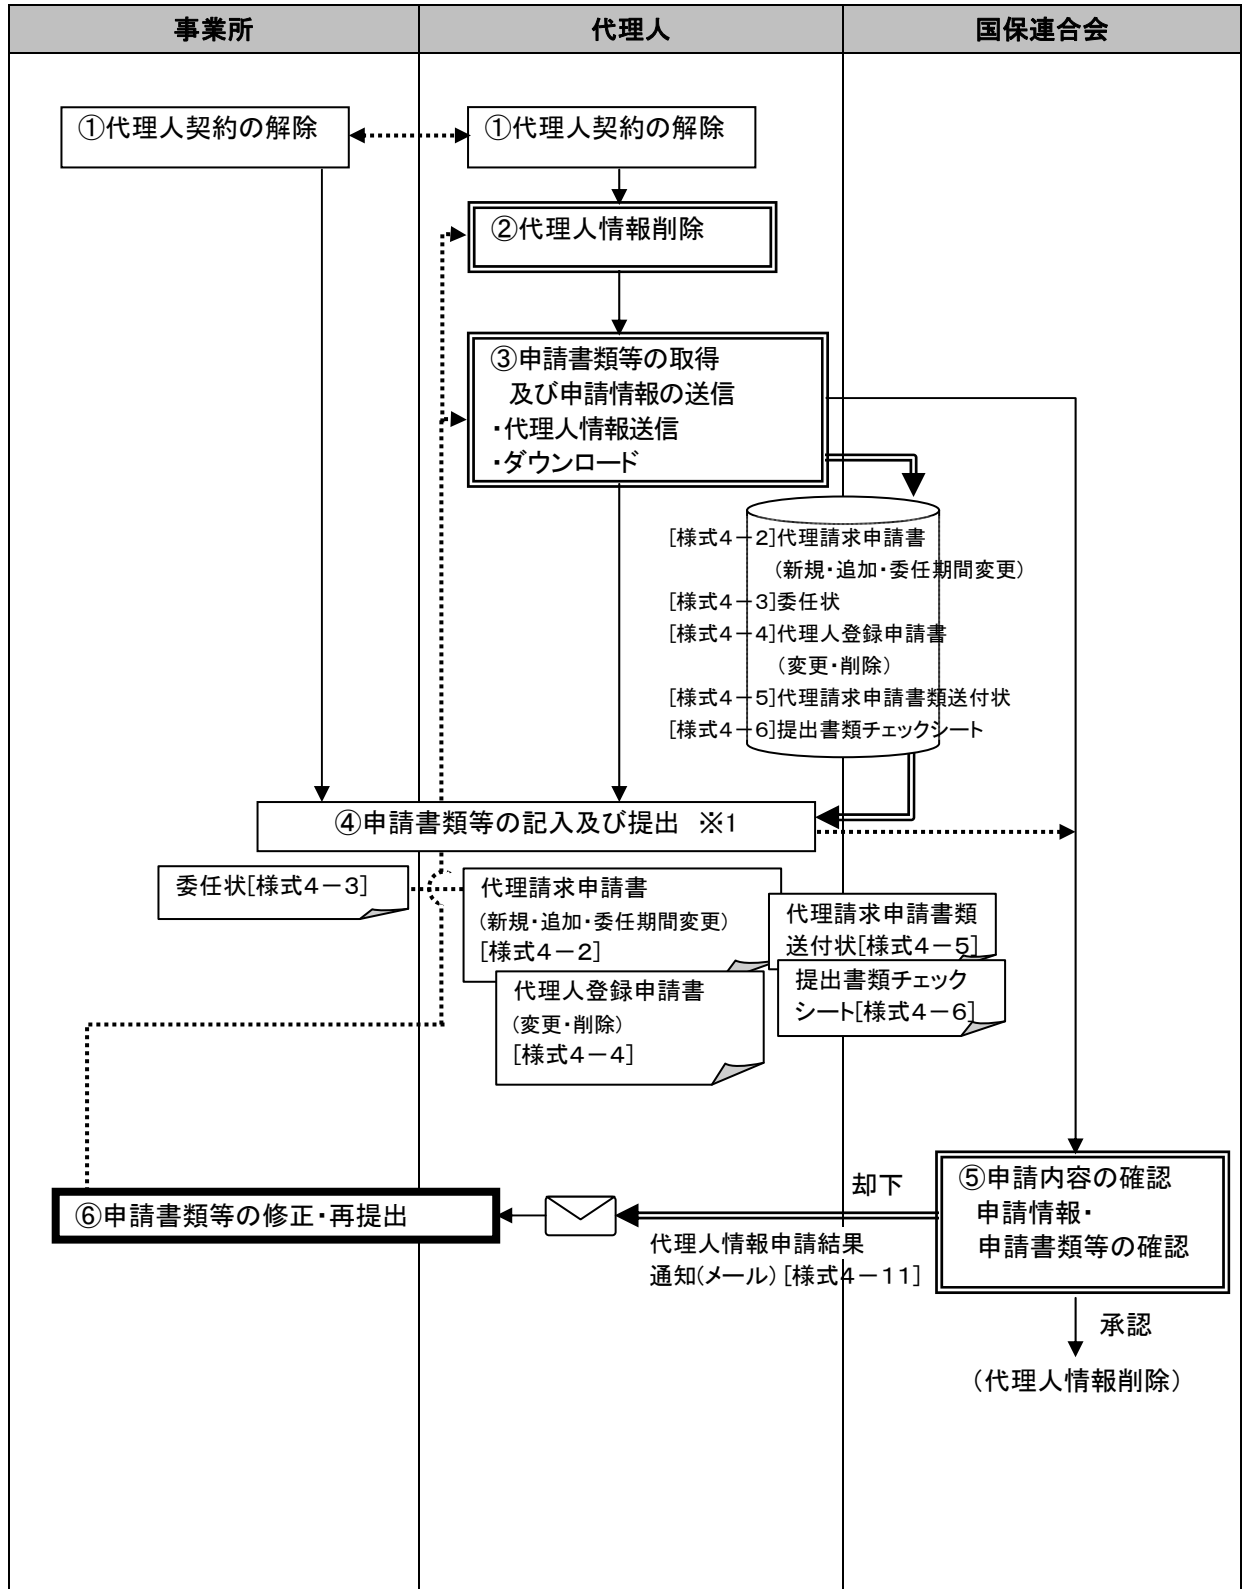 事業所
代理人
国保連合会
①代理人契約の解除
①代理人契約の解除
②代理人情報削除
③申請書類等の取得
及び申請情報の送信
・代理人情報送信
・ダウンロード
[様式4－2]代理請求申請書
（新規・追加・委任期間変更）
[様式4－3]委任状
[様式4－4]代理人登録申請書
（変更・削除）
[様式4－5]代理請求申請書類送付状
[様式4－6]提出書類チェックシート
④申請書類等の記入及び提出　※1
委任状[様式4－3]
代理請求申請書
(新規・追加・委任期間変更)
[様式4－2]
代理請求申請書類
送付状[様式4－5]
代理人登録申請書
(変更・削除)
[様式4－4]
提出書類チェック
シート[様式4－6]
⑤申請内容の確認
申請情報・
申請書類等の確認
却下
⑥申請書類等の修正・再提出
代理人情報申請結果
通知(メール) [様式4－11]
承認
（代理人情報削除）